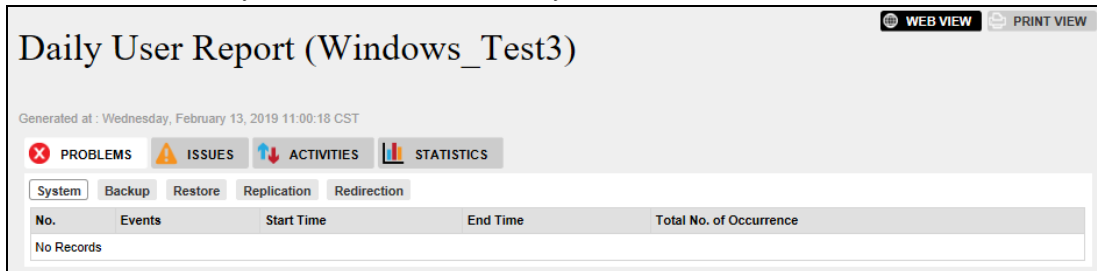 WEB VIEW PRINT VIEW
Daily User Report (Windows_Test3)
Generated at : Wednesday, February 13, 2019 11:00:18 CST
PROBLEMS ISSUES ACTIVITIES STATISTICS
System Backup Restore Replication Redirection
No. Events Start Time End Time Total No. of Occurrence
No Records